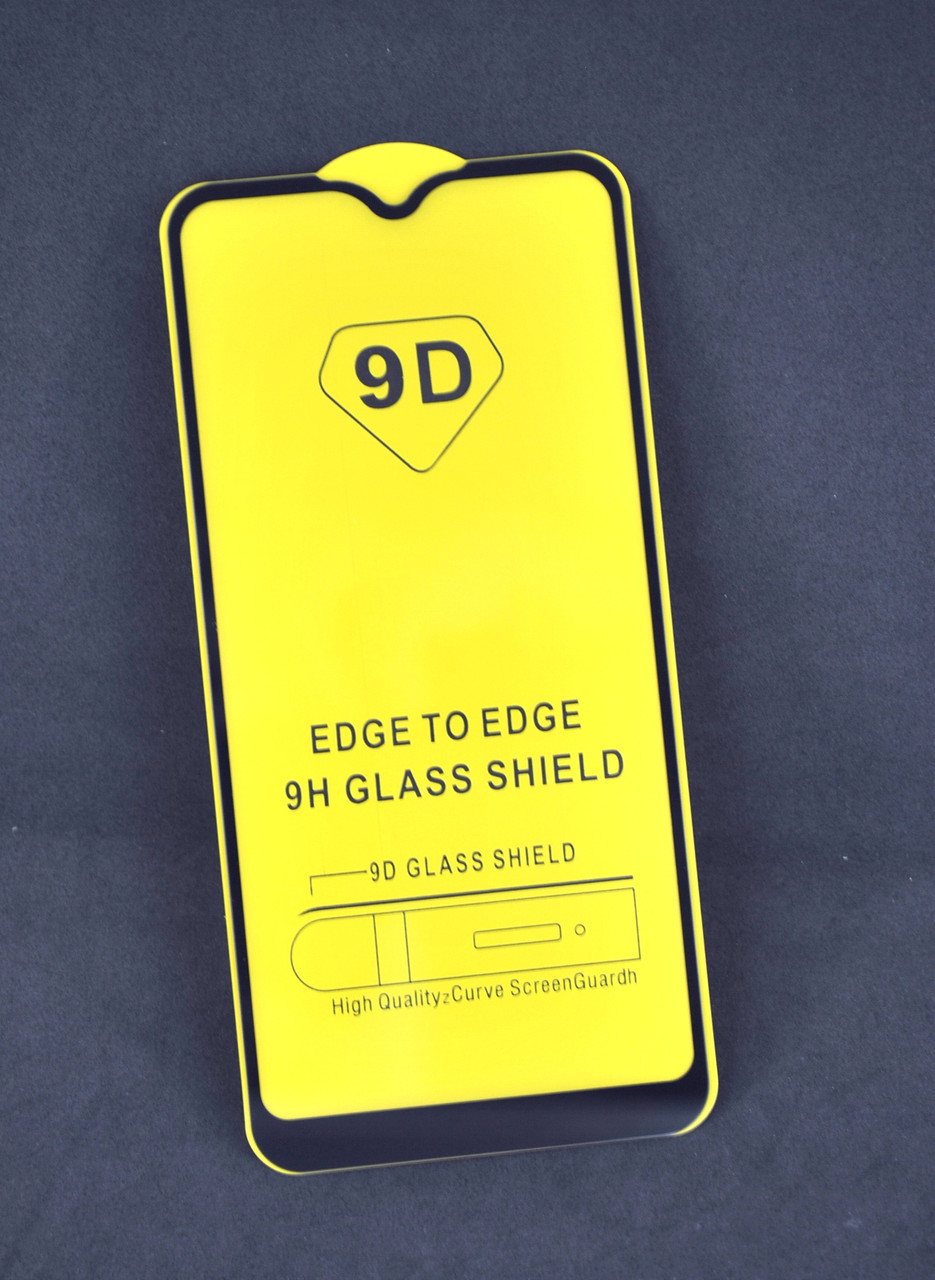 9D
EDGE TO EDGE
9H GLASS SHIELD
9D GLASS SHIELD
High QualityzCurve ScreenGuardh